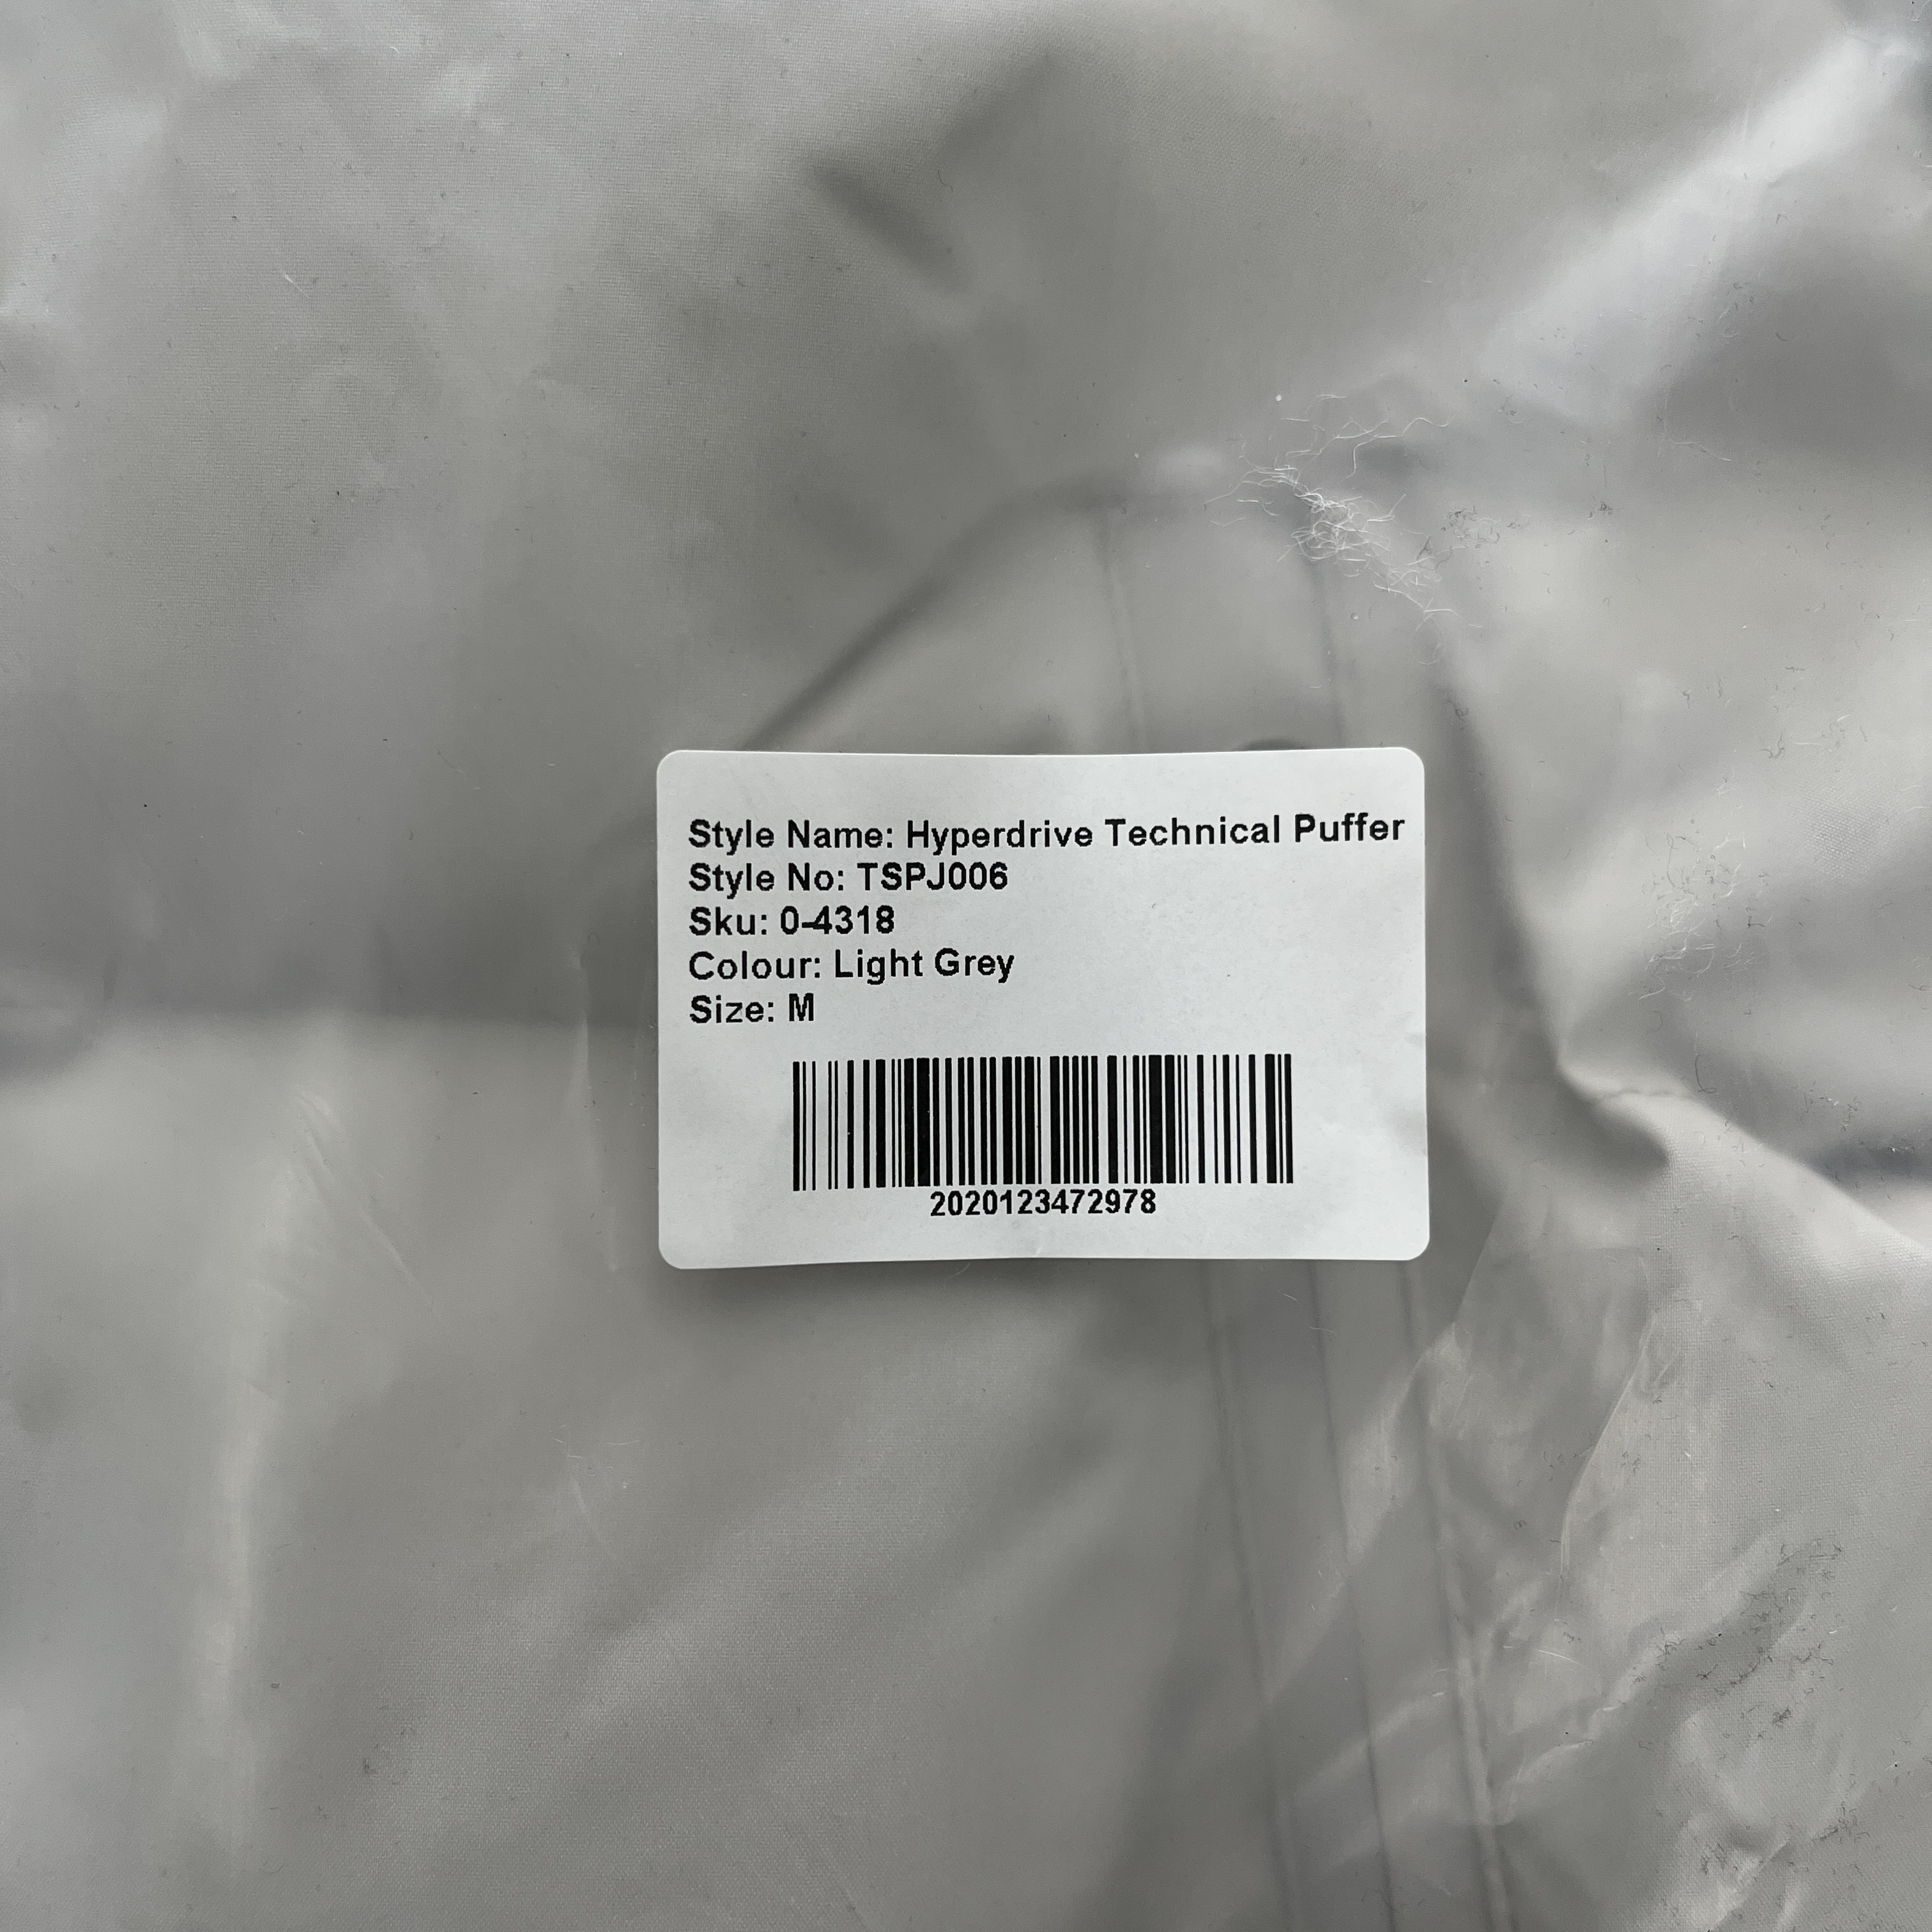 Style Name: Hyperdrive Technical Puffer
Style No: TSPJ006
Sku: 0-4318
Colour: Light Grey
Size: M
2020123472978